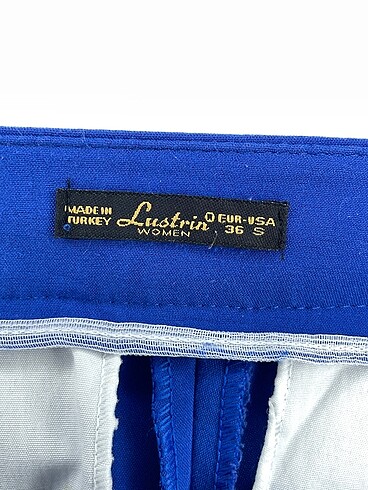 MADE IN
TURKEY
Lustrin ®
WOMEN
EUR-USA
36 S